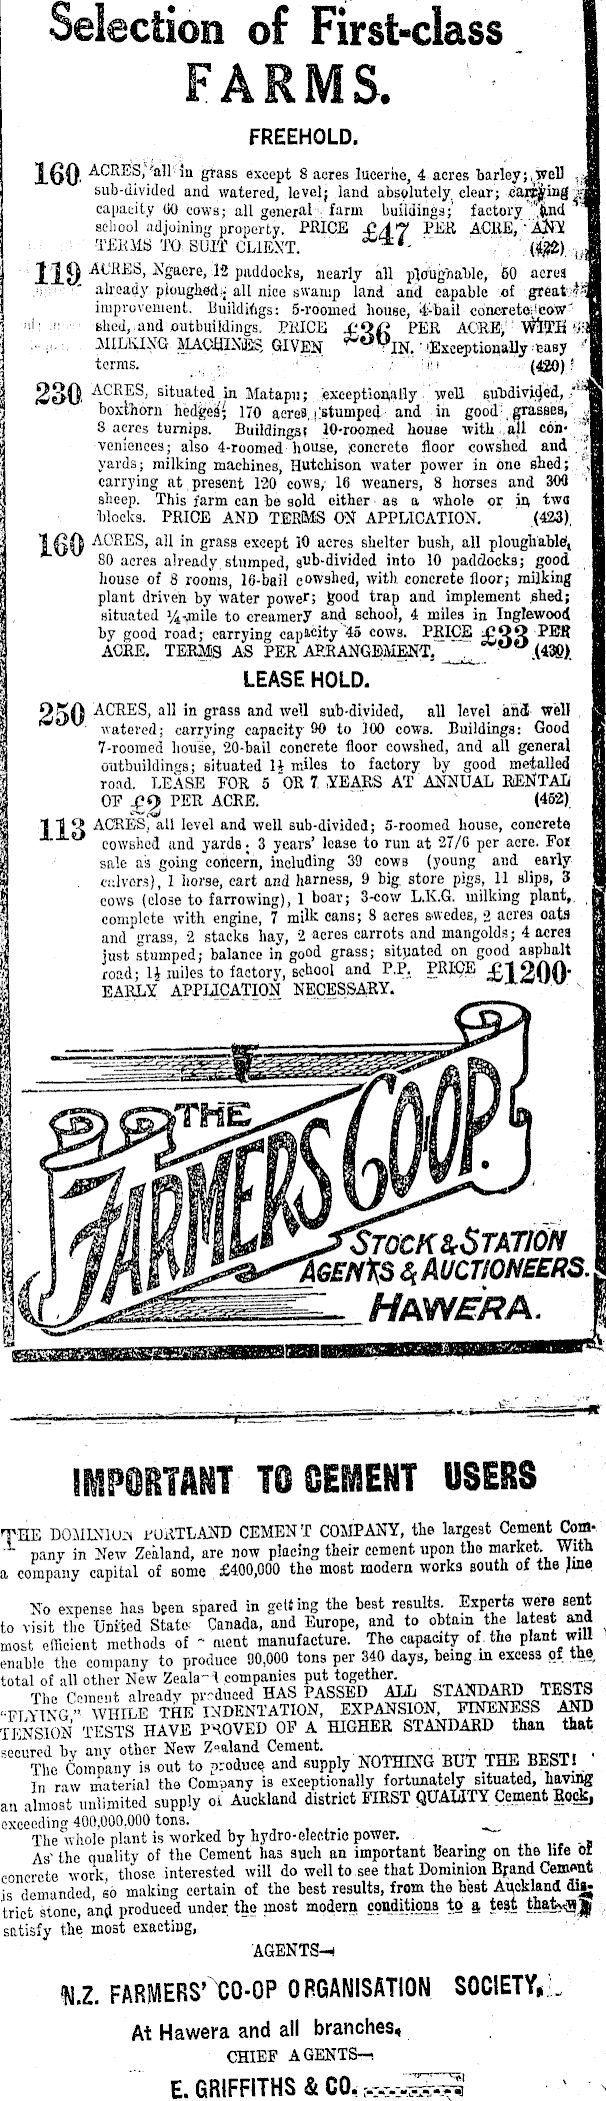 Selection of First-class
FARMS.
FREEHOLD.
160 ACRES, all in grass except 8 acres lucerne, 4 acres barley; well
sub-divided and watered, level; land absolutely clear; carrying
capacity 60 cows; all general farm buildings; factory and
school adjoining property. PRICE £47 PER ACRE, ANY
TERMS TO SUIT CLIENT. (422)
119 ACRES, Ngaere, 12 paddocks, nearly all ploughable, 50 acres
already ploughed; all nice swamp land and capable of great
improvement. Buildings: 5-roomed house, 4-bail concrete cow
shed, and outbuildings. PRICE £36 PER ACRE, WITH
MILKING MACHINES GIVEN IN. Exceptionally easy
terms. (420)
230 ACRES, situated in Matapu; exceptionally well subdivided,
boxthorn hedges; 170 acres stumped and in good grasses,
8 acres turnips. Buildings: 10-roomed house with all con-
veniences; also 4-roomed house, concrete floor cowshed and
yards; milking machines, Hutchison water power in one shed;
carrying at present 120 cows, 16 weaners, 8 horses and 300
sheep. This farm can be sold either as a whole or in two
blocks. PRICE AND TERMS ON APPLICATION. (423)
160 ACRES, all in grass except 10 acres shelter bush, all ploughable,
80 acres already stumped, sub-divided into 10 paddocks; good
house of 8 rooms, 16-bail cowshed, with concrete floor; milking
plant driven by water power; good trap and implement shed;
situated ¼-mile to creamery and school, 4 miles in Inglewood
by good road; carrying capacity 45 cows. PRICE £33 PER
ACRE. TERMS AS PER ARRANGEMENT. (430)
LEASE HOLD.
250 ACRES, all in grass and well sub-divided, all level and well
watered; carrying capacity 90 to 100 cows. Buildings: Good
7-roomed house, 20-bail concrete floor cowshed, and all general
outbuildings; situated 1½ miles to factory by good metalled
road. LEASE FOR 5 OR 7 YEARS AT ANNUAL RENTAL
OF £2 PER ACRE. (452)
113 ACRES, all level and well sub-divided; 5-roomed house, concrete
cowshed and yards; 3 years' lease to run at 27/6 per acre. For
sale as going concern, including 39 cows (young and early
calvers), 1 horse, cart and harness, 9 big store pigs, 11 slips, 3
cows (close to farrowing), 1 boar; 3-cow L.K.G. milking plant,
complete with engine, 7 milk cans; 8 acres swedes, 2 acres oats
and grass, 2 stacks hay, 2 acres carrots and mangolds; 4 acres
just stumped; balance in good grass; situated on good asphalt
road; 1½ miles to factory, school and P.P. PRICE £1200.
EARLY APPLICATION NECESSARY.
THE
FARMERS COOP.
STOCK & STATION
AGENTS & AUCTIONEERS.
HAWERA.
IMPORTANT TO CEMENT USERS
THE DOMINION PORTLAND CEMENT COMPANY, the largest Cement Com-
pany in New Zealand, are now placing their cement upon the market. With
a company capital of some £400,000 the most modern works south of the line
No expense has been spared in getting the best results. Experts were sent
to visit the United State Canada, and Europe, and to obtain the latest and
most efficient methods of ment manufacture. The capacity of the plant will
enable the company to produce 90,000 tons per 340 days, being in excess of the
total of all other New Zeala d companies put together.
The Cement already produced HAS PASSED ALL STANDARD TESTS
"FLYING," WHILE THE INDENTATION, EXPANSION, FINENESS AND
TENSION TESTS HAVE PROVED OF A HIGHER STANDARD than that
secured by any other New Zealand Cement.
The Company is out to produce and supply NOTHING BUT THE BEST!
In raw material the Company is exceptionally fortunately situated, having
an almost unlimited supply of Auckland district FIRST QUALITY Cement Rock,
exceeding 400,000,000 tons.
The whole plant is worked by hydro-electric power.
As the quality of the Cement has such an important Bearing on the life of
concrete work, those interested will do well to see that Dominion Brand Cement
is demanded, so making certain of the best results, from the best Auckland dis-
trict stone, and produced under the most modern conditions to a test that
satisfy the most exacting,
AGENTS—
N.Z. FARMERS' CO-OP ORGANISATION SOCIETY,
At Hawera and all branches,
CHIEF AGENTS—
E. GRIFFITHS & CO.